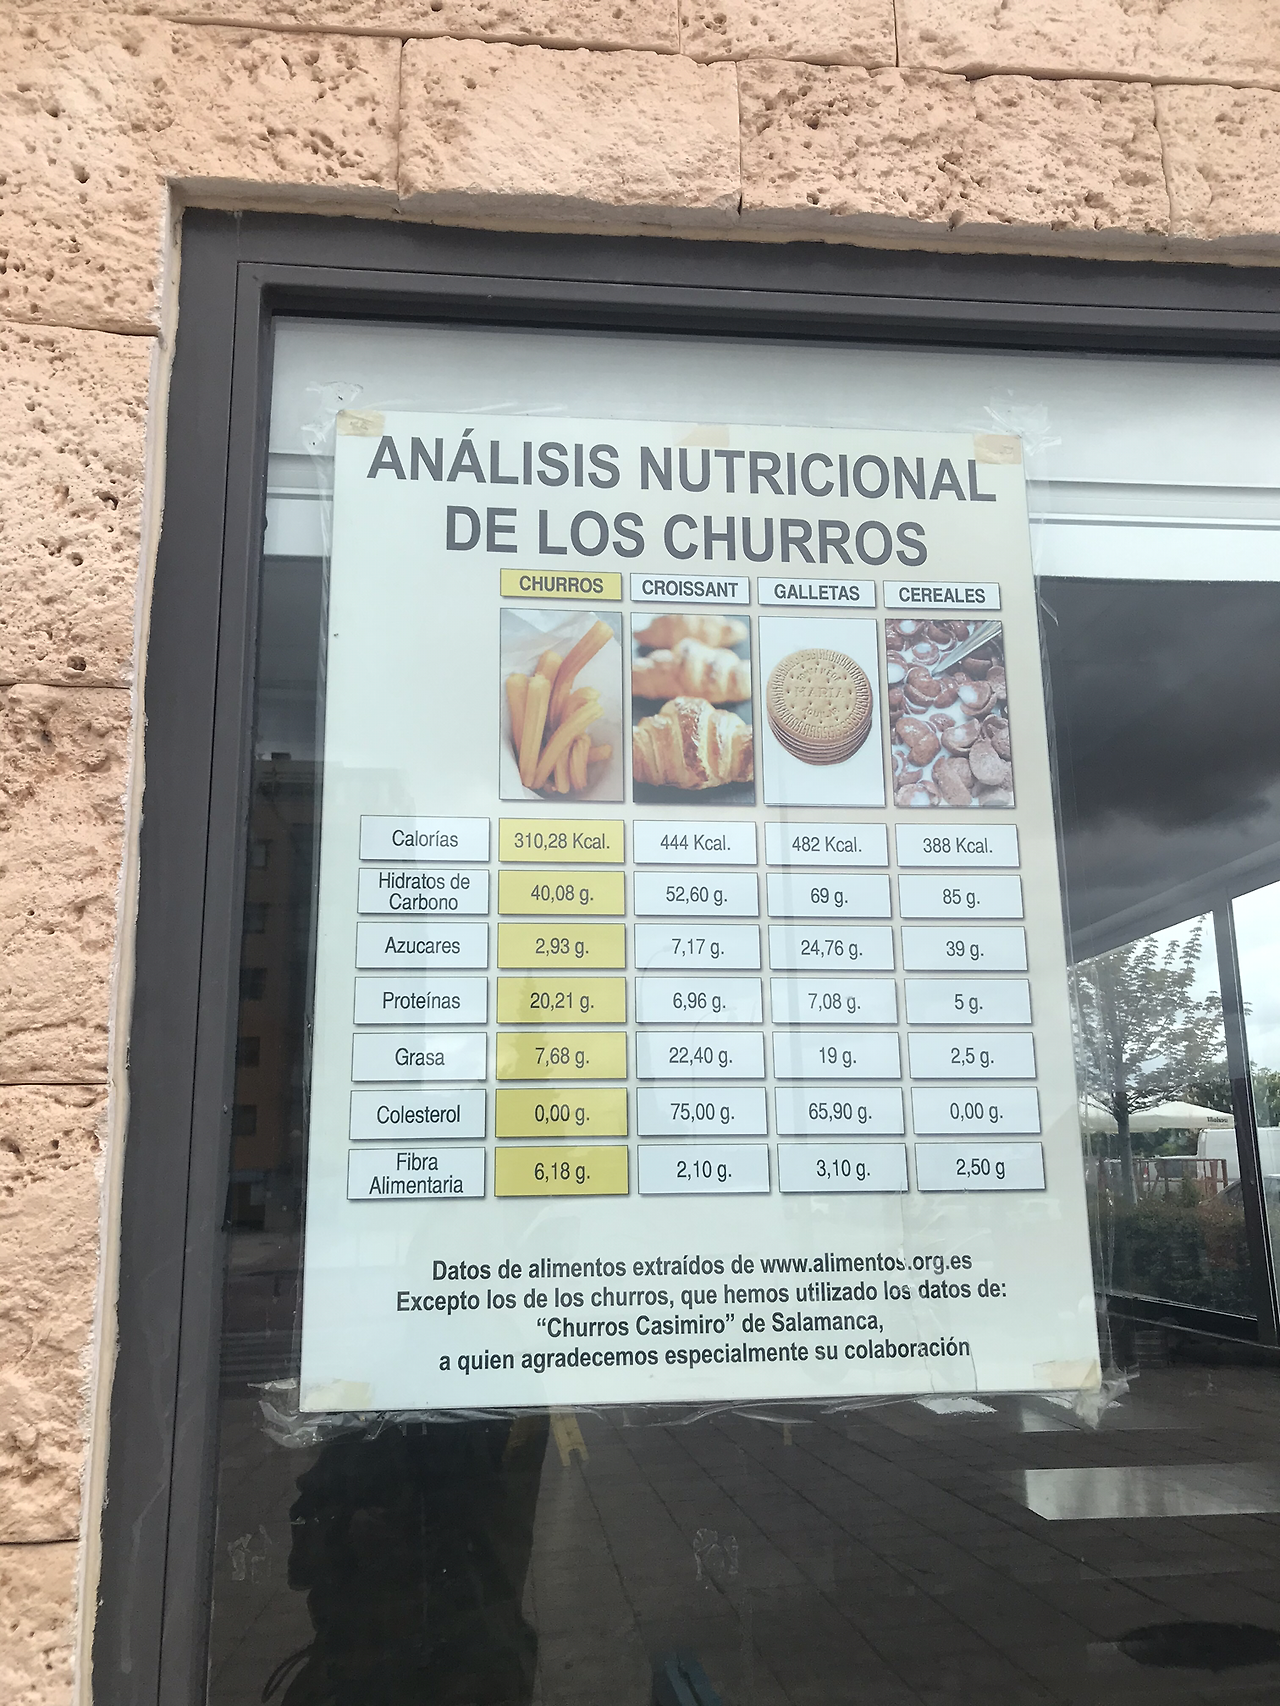 ANÁLISIS NUTRICIONAL
DE LOS CHURROS
CHURROS CROISSANT GALLETAS CEREALES
MARIA
Calorías 310,28 Kcal. 444 Kcal. 482 Kcal. 388 Kcal.
Hidratos de
Carbono 40,08 g. 52,60 g. 69 g. 85 g.
Azucares 2,93 g. 7,17 g. 24,76 g. 39 g.
Proteínas 20,21 g. 6,96 g. 7,08 g. 5 g.
Grasa 7,68 g. 22,40 g. 19 g. 2,5 g.
Colesterol 0,00 g. 75,00 g. 65,90 g. 0,00 g.
Fibra
Alimentaria 6,18 g. 2,10 g. 3,10 g. 2,50 g
Datos de alimentos extraídos de www.alimentos.org.es
Excepto los de los churros, que hemos utilizado los datos de:
“Churros Casimiro” de Salamanca,
a quien agradecemos especialmente su colaboración